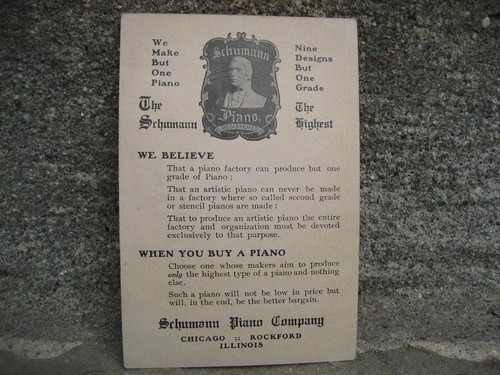 We
Make
But
One
Piano
The
Schumann
Schumann
Piano.
REGISTERED
Nine
Designs
But
One
Grade
The
Highest
WE BELIEVE
That a piano factory can produce but one
grade of Piano:
That an artistic piano can never be made
in a factory where so called second grade
or stencil pianos are made:
That to produce an artistic piano the entire
factory and organization must be devoted
exclusively to that purpose.
WHEN YOU BUY A PIANO
Choose one whose makers aim to produce
only the highest type of a piano and nothing
else.
Such a piano will not be low in price but
will, in the end, be the better bargain.
Schumann Piano Company
CHICAGO :: ROCKFORD
ILLINOIS